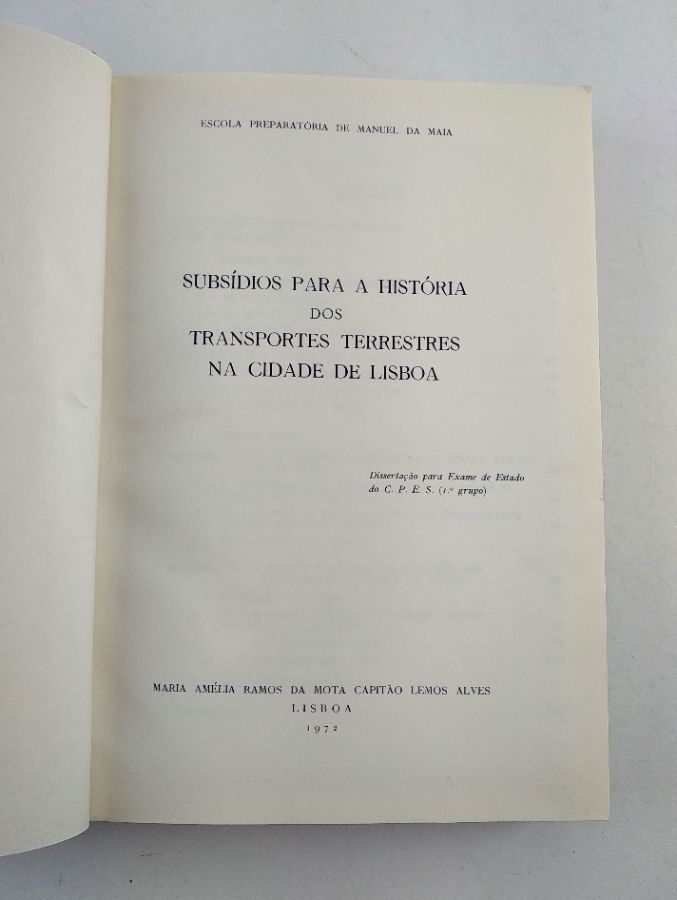 ESCOLA PREPARATÓRIA DE MANUEL DA MAIA
SUBSÍDIOS PARA A HISTÓRIA
DOS
TRANSPORTES TERRESTRES
NA CIDADE DE LISBOA
Dissertação para Exame de Estado
do C. P. E. S. (1.º grupo)
MARIA AMÉLIA RAMOS DA MOTA CAPITÃO LEMOS ALVES
LISBOA
1972